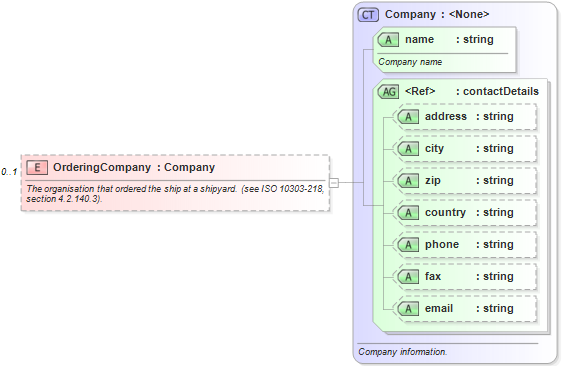 CT Company : <None>
A name : string
Company name
AG <Ref> : contactDetails
A address : string
A city : string
A zip : string
A country : string
A phone : string
A fax : string
A email : string
Company information.
0..1
E OrderingCompany : Company
The organisation that ordered the ship at a shipyard. (see ISO 10303-218,
section 4.2.140.3).